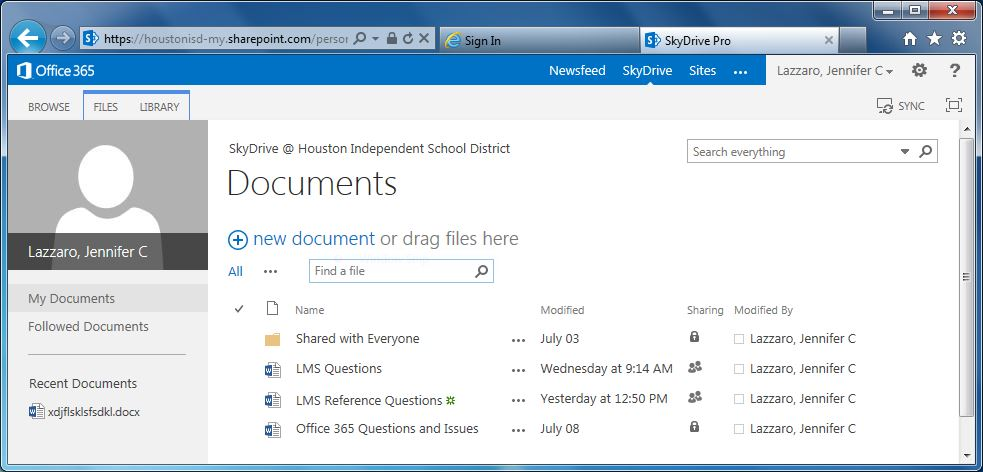 https://houstonisd-my.sharepoint.com/person
Sign In
SkyDrive Pro
Office 365
Newsfeed SkyDrive Sites ... Lazzaro, Jennifer C ?
BROWSE FILES LIBRARY SYNC
SkyDrive @ Houston Independent School District
Search everything
Documents
Lazzaro, Jennifer C
new document or drag files here
All ... Find a file
My Documents
Followed Documents
Recent Documents
xdjflsklsfsdkl.docx
Name Modified Sharing Modified By
Shared with Everyone ... July 03 Lazzaro, Jennifer C
LMS Questions ... Wednesday at 9:14 AM Lazzaro, Jennifer C
LMS Reference Questions ... Yesterday at 12:50 PM Lazzaro, Jennifer C
Office 365 Questions and Issues ... July 08 Lazzaro, Jennifer C